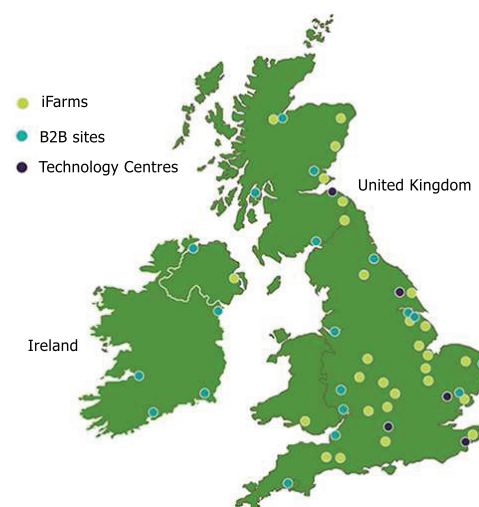 iFarms
B2B sites
Technology Centres
United Kingdom
Ireland